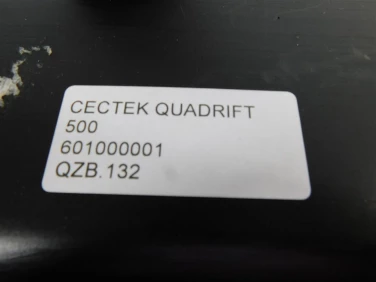 CECTEK QUADRIFT
500
601000001
QZB.132